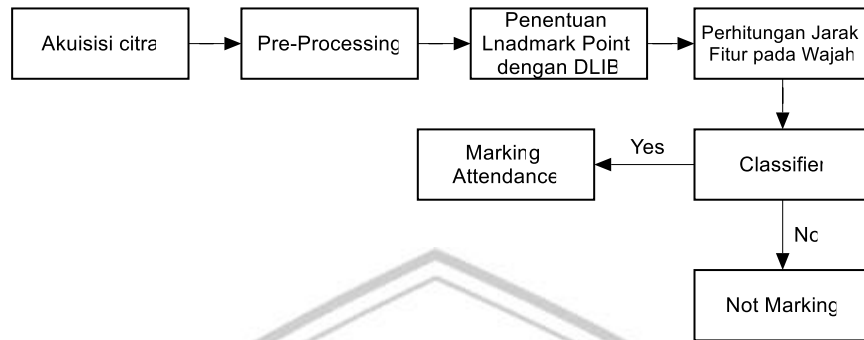 Akuisisi citra
Pre-Processing
Penentuan
Lnadmark Point
dengan DLIB
Perhitungan Jarak
Fitur pada Wajah
Marking
Attendance
Yes
Classifier
No
Not Marking